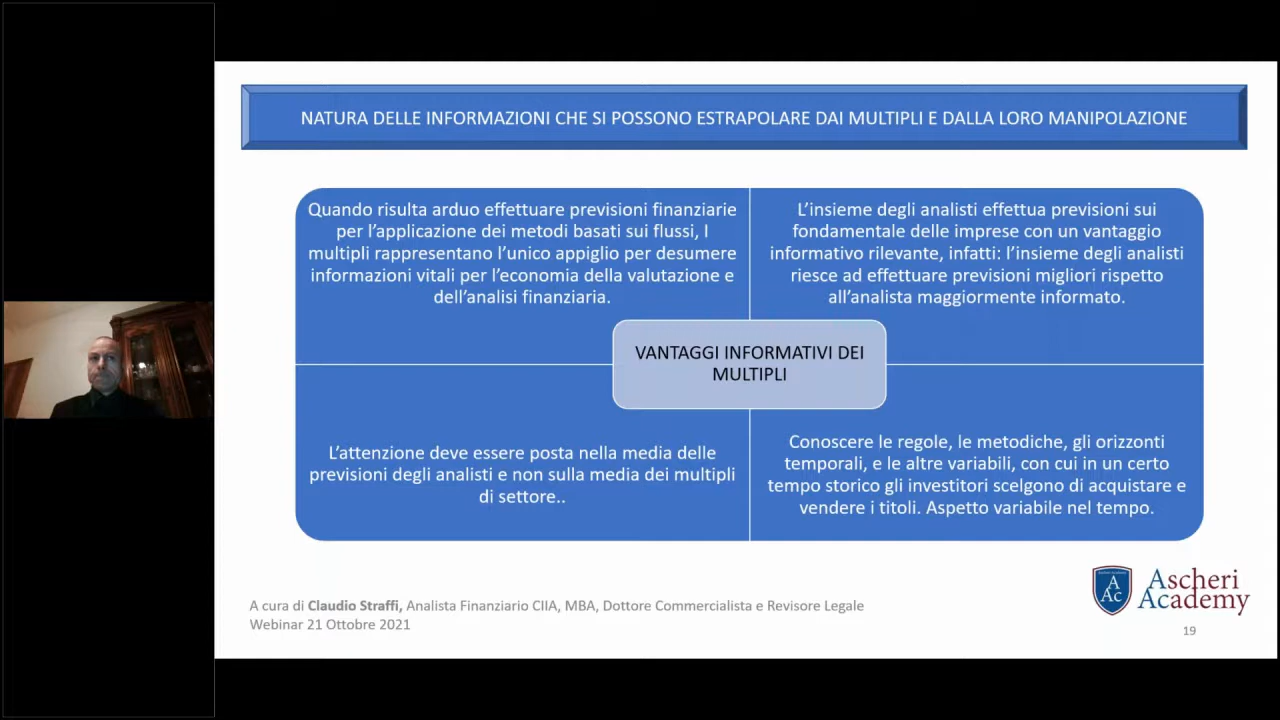 NATURA DELLE INFORMAZIONI CHE SI POSSONO ESTRAPOLARE DAI MULTIPLI E DALLA LORO MANIPOLAZIONE
Quando risulta arduo effettuare previsioni finanziarie
per l’applicazione dei metodi basati sui flussi, I
multipli rappresentano l’unico appiglio per desumere
informazioni vitali per l’economia della valutazione e
dell’analisi finanziaria.
L’insieme degli analisti effettua previsioni sui
fondamentale delle imprese con un vantaggio
informativo rilevante, infatti: l’insieme degli analisti
riesce ad effettuare previsioni migliori rispetto
all’analista maggiormente informato.
VANTAGGI INFORMATIVI DEI
MULTIPLI
L’attenzione deve essere posta nella media delle
previsioni degli analisti e non sulla media dei multipli
di settore..
Conoscere le regole, le metodiche, gli orizzonti
temporali, e le altre variabili, con cui in un certo
tempo storico gli investitori scelgono di acquistare e
vendere i titoli. Aspetto variabile nel tempo.
A cura di Claudio Straffi, Analista Finanziario CIIA, MBA, Dottore Commercialista e Revisore Legale
Webinar 21 Ottobre 2021
A
Ac
Ascheri
Academy
19